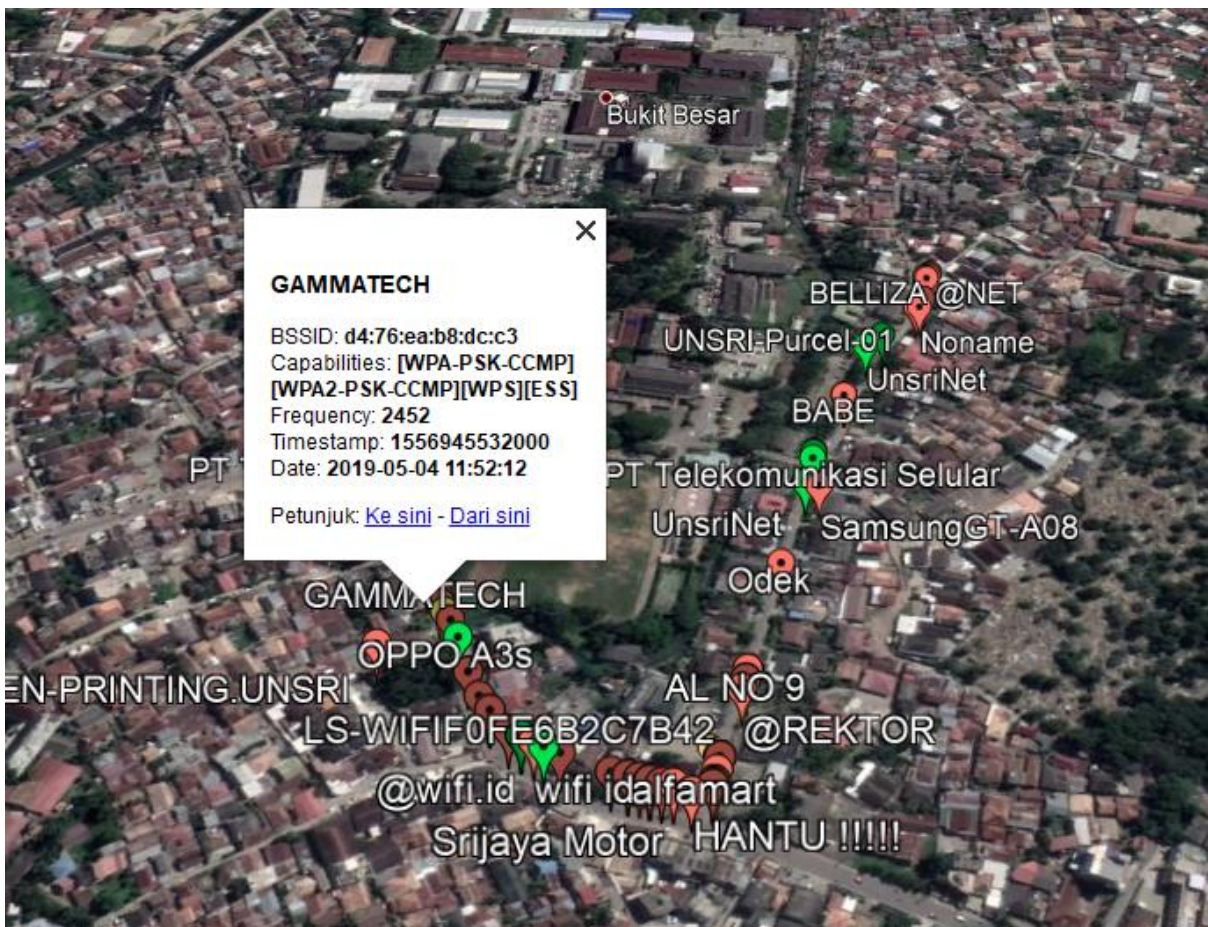 Bukit Besar
×
GAMMATECH
BSSID: d4:76:ea:b8:dc:c3
Capabilities: [WPA-PSK-CCMP]
[WPA2-PSK-CCMP][WPS][ESS]
Frequency: 2452
Timestamp: 1556945532000
Date: 2019-05-04 11:52:12
Petunjuk: Ke sini - Dari sini
BELLIZA @NET
UNSRI-Purcel-01
Noname
UnsriNet
BABE
PT
PT Telekomunikasi Selular
UnsriNet
SamsungGT-A08
Odek
GAMMATECH
OPPO A3s
EN-PRINTING.UNSRI
AL NO 9
LS-WIFIF0FE6B2C7B42
@REKTOR
@wifi.id
wifi id
alfamart
Srijaya Motor
HANTU !!!!!